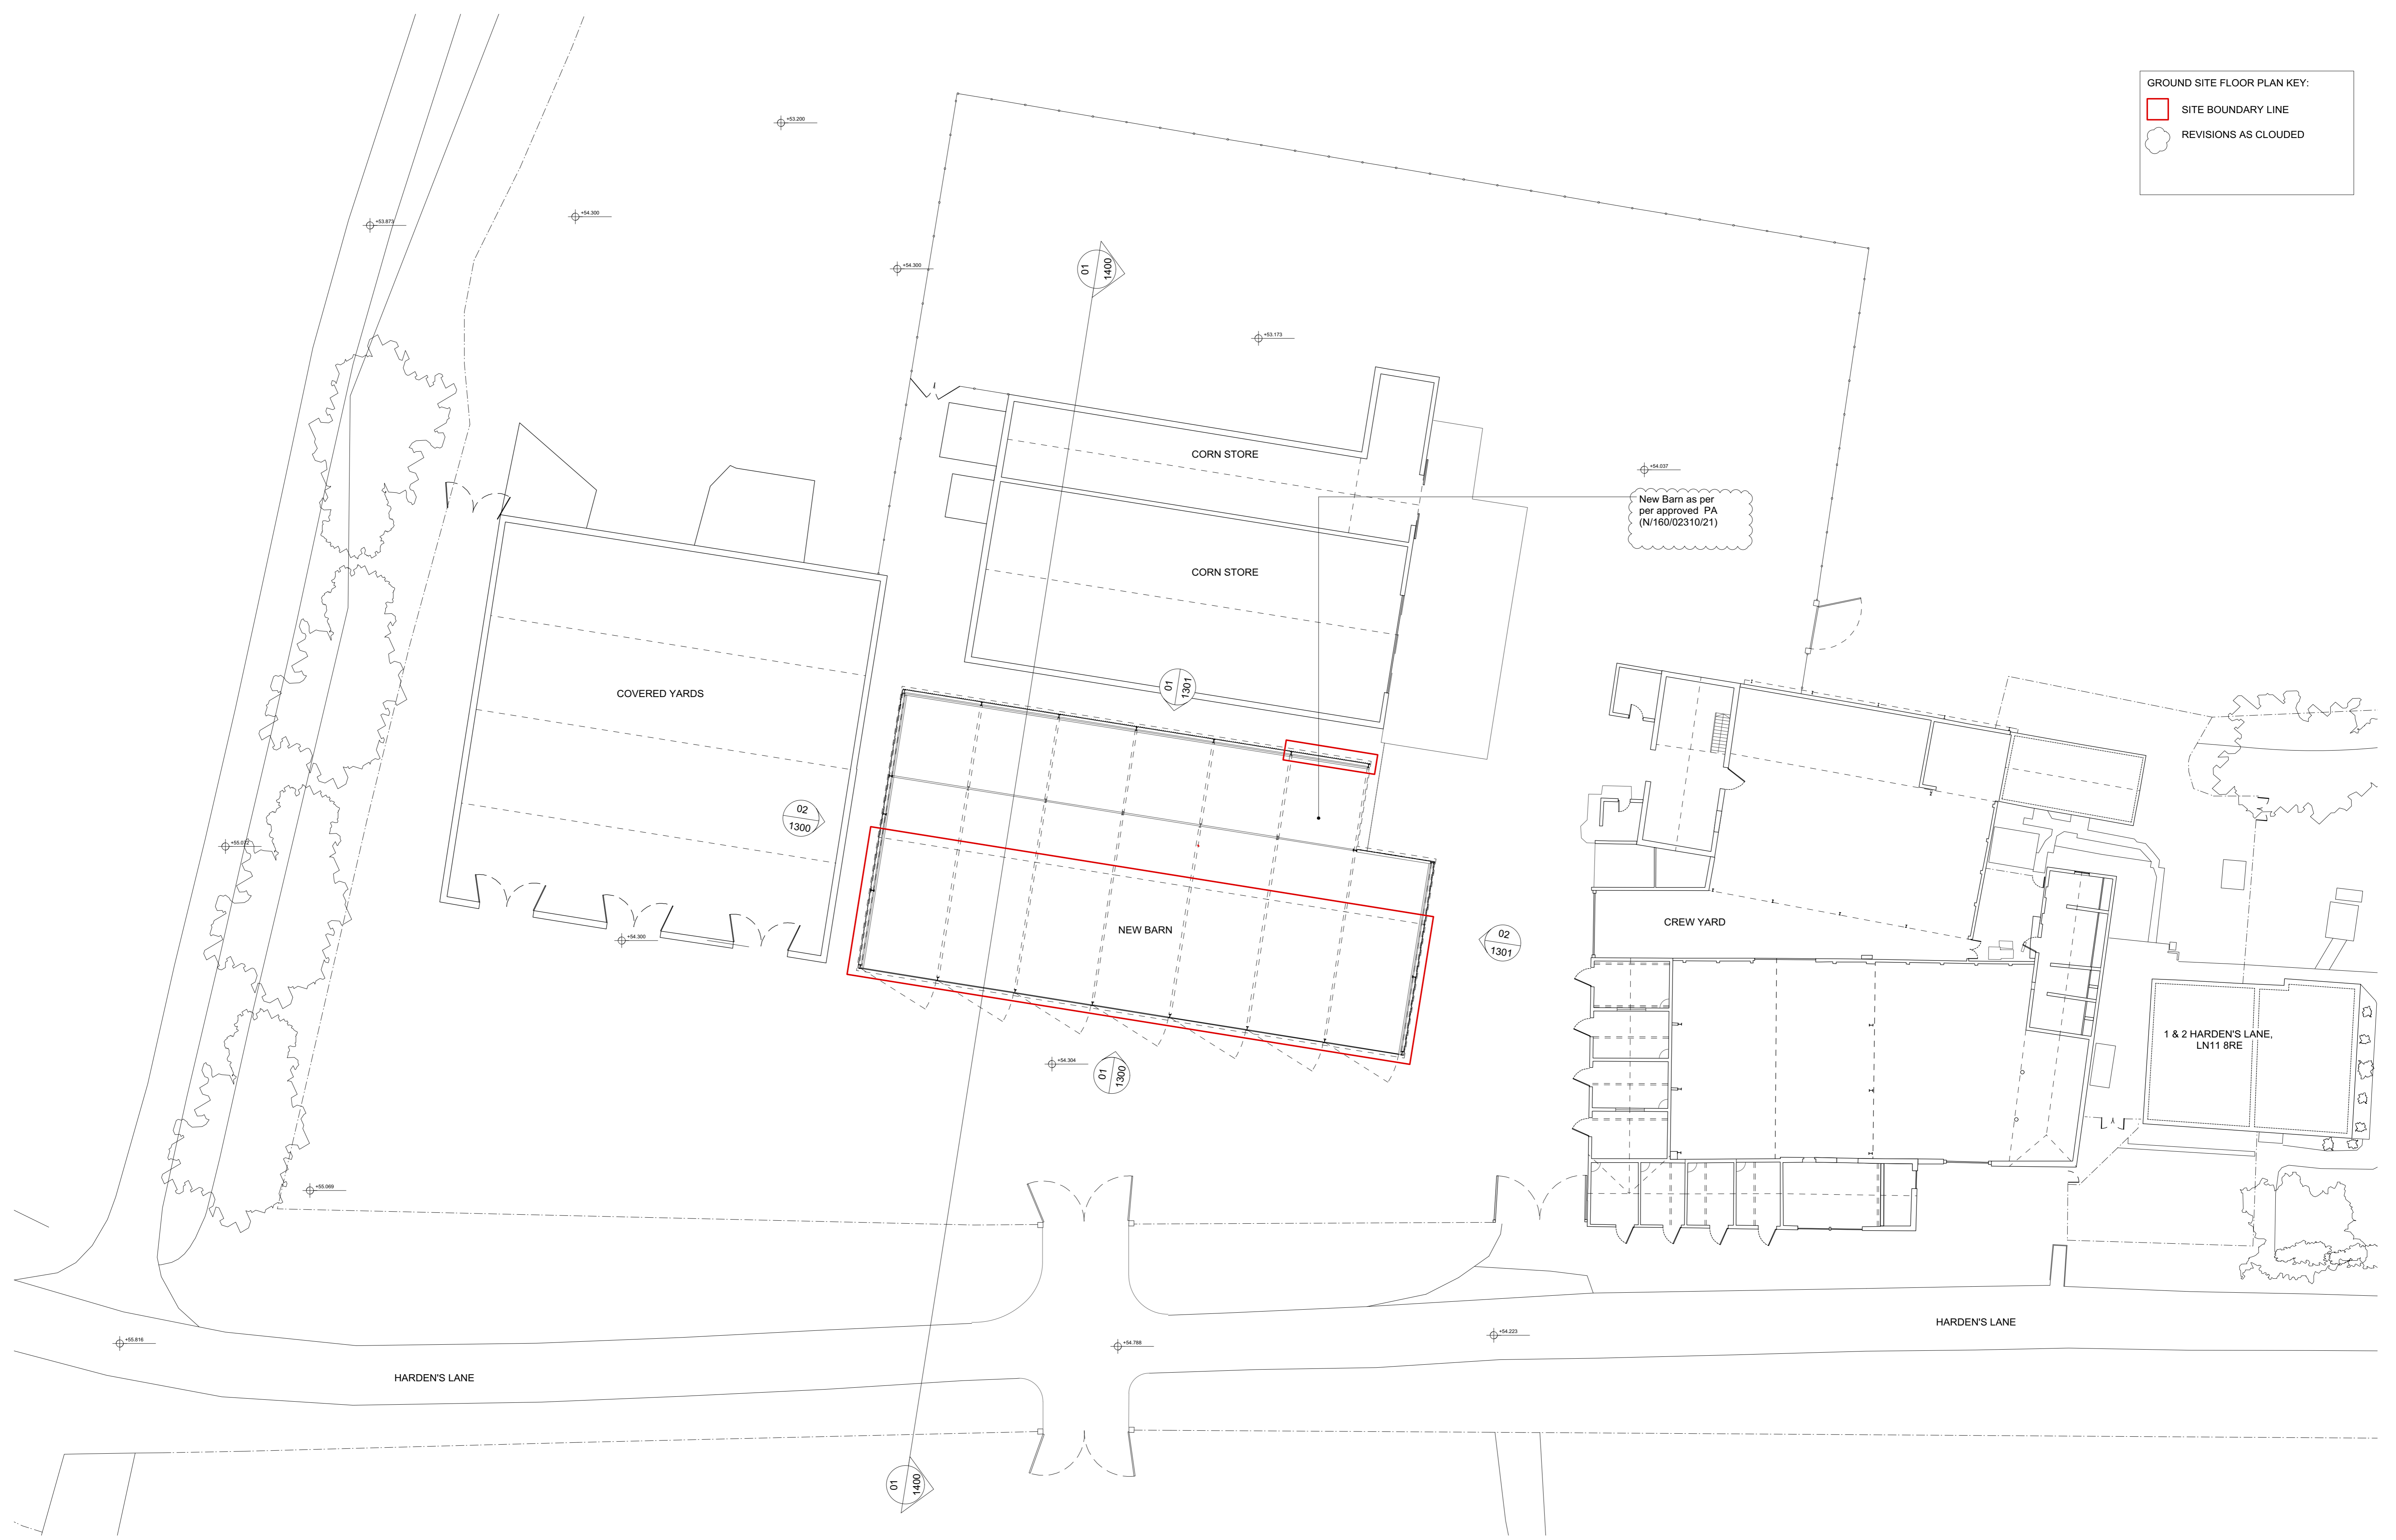 GROUND SITE FLOOR PLAN KEY:
SITE BOUNDARY LINE
REVISIONS AS CLOUDED
+53.200
+54.300
+53.873
+54.300
01
1400
+53.173
CORN STORE
+54.037
New Barn as per
per approved PA
(N/160/02310/21)
CORN STORE
COVERED YARDS
01
1301
02
1300
+55.072
CREW YARD
NEW BARN
02
1301
+54.300
1 & 2 HARDEN'S LANE,
LN11 8RE
+54.304
01
1300
+55.069
HARDEN'S LANE
+55.816
+54.788
+54.223
HARDEN'S LANE
01
1400